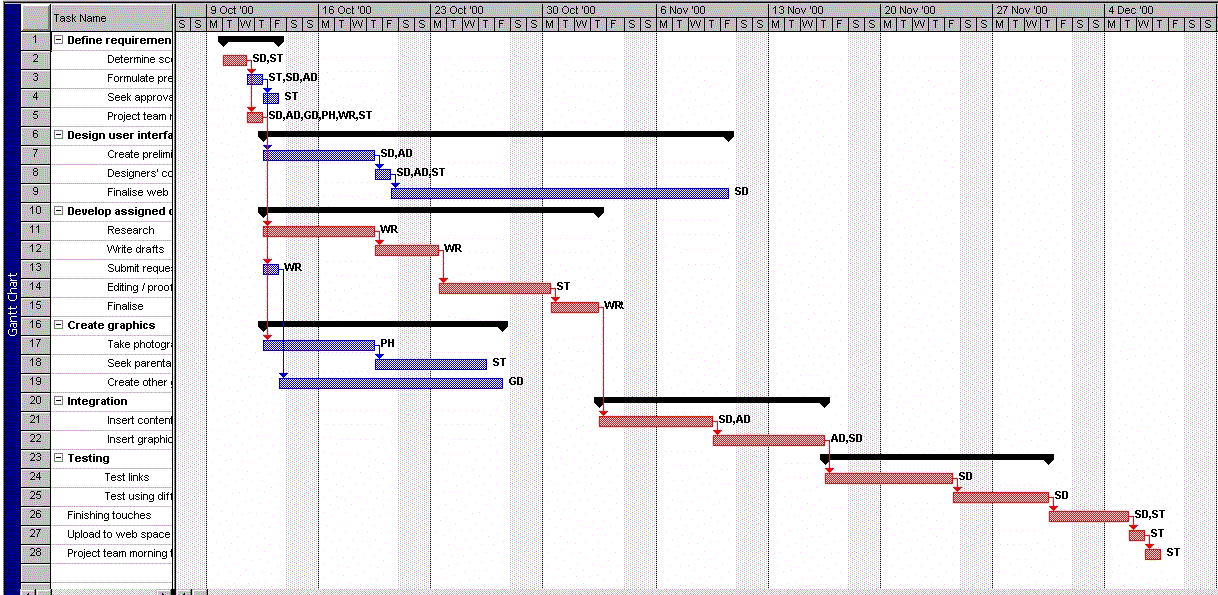 9 Oct '00 16 Oct '00 23 Oct '00 30 Oct '00 6 Nov '00 13 Nov '00 20 Nov '00 27 Nov '00 4 Dec '00
Task Name
S S M T W T F S S M T W T F S S M T W T F S S M T W T F S S M T W T F S S M T W T F S S M T W T F S S M T W T F S S M T W T F S S
1 Define requiremen
2 Determine sco SD,ST
3 Formulate pre ST,SD,AD
4 Seek approva ST
5 Project team r SD,AD,GD,PH,WR,ST
6 Design user interfa
7 Create prelimi SD,AD
8 Designers' co SD,AD,ST
9 Finalise web SD
10 Develop assigned c
11 Research WR
12 Write drafts WR
13 Submit reque WR
14 Editing / proof ST
15 Finalise WR
16 Create graphics
17 Take photogra PH
18 Seek parenta ST
19 Create other GD
20 Integration
21 Insert content SD,AD
22 Insert graphic AD,SD
23 Testing
24 Test links SD
25 Test using diff SD
26 Finishing touches SD,ST
27 Upload to web space ST
28 Project team morning t ST
Gantt Chart